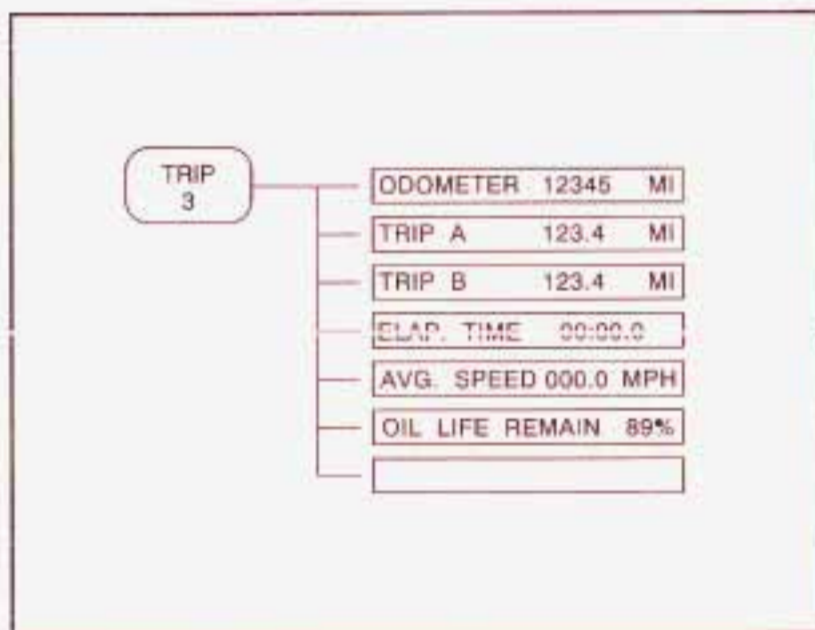 TRIP
3
ODOMETER 12345 MI
TRIP A 123.4 MI
TRIP B 123.4 MI
ELAP. TIME 00:00.0
AVG. SPEED 000.0 MPH
OIL LIFE REMAIN 89%